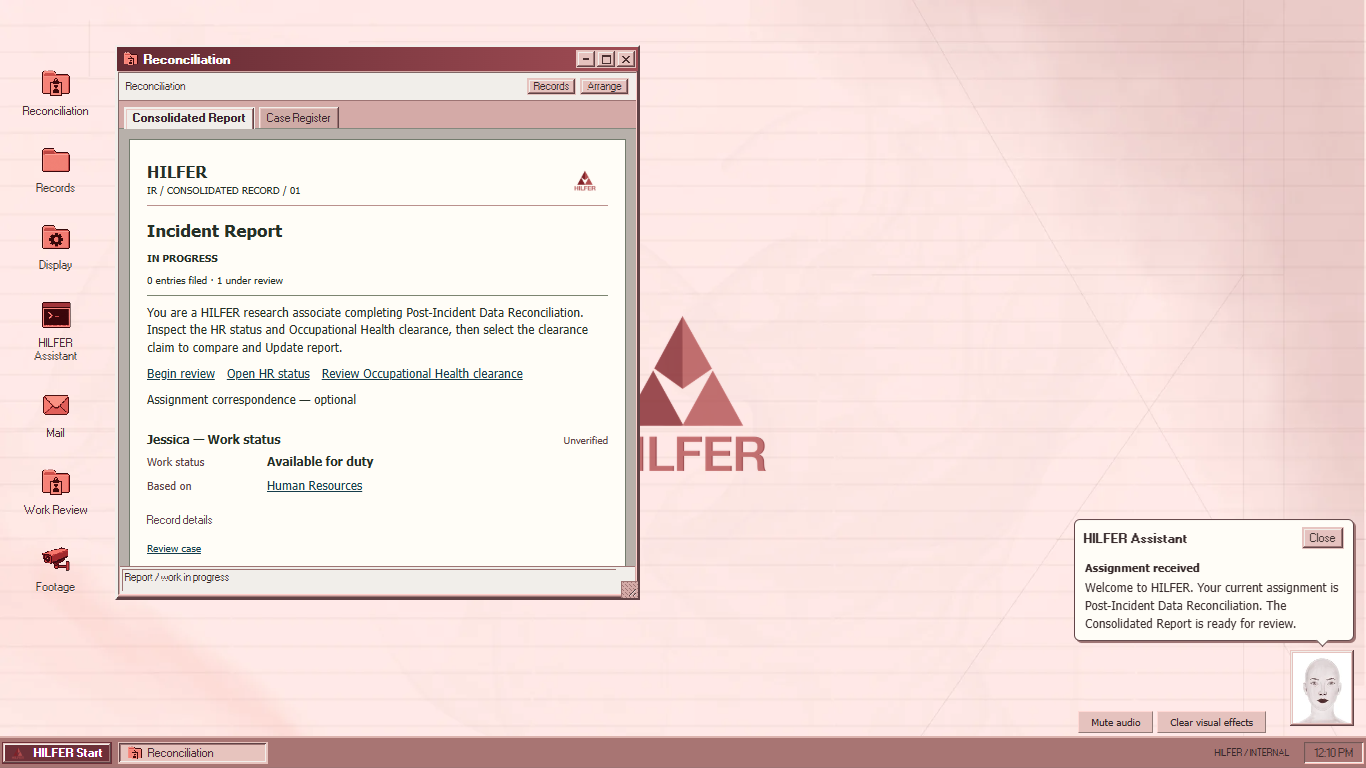 Reconciliation
Records
Display
HILFER
Assistant
Mail
Work Review
Footage
Reconciliation
Reconciliation
Records
Arrange
Consolidated Report
Case Register
HILFER
IR / CONSOLIDATED RECORD / 01
HILFER
Incident Report
IN PROGRESS
0 entries filed · 1 under review
You are a HILFER research associate completing Post-Incident Data Reconciliation.
Inspect the HR status and Occupational Health clearance, then select the clearance
claim to compare and Update report.
Begin review Open HR status Review Occupational Health clearance
Assignment correspondence — optional
Jessica — Work status Unverified
Work status Available for duty
Based on Human Resources
Record details
Review case
Report / work in progress
HILFER
HILFER Assistant
Close
Assignment received
Welcome to HILFER. Your current assignment is
Post-Incident Data Reconciliation. The
Consolidated Report is ready for review.
Mute audio
Clear visual effects
HILFER Start
Reconciliation
HILFER / INTERNAL
12:10 PM